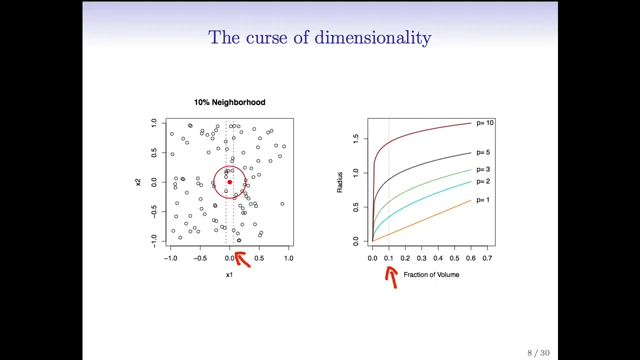 The curse of dimensionality
10% Neighborhood
x2
1.0
0.5
0.0
−0.5
−1.0
−1.0 −0.5 0.0 0.5 1.0
x1
Radius
1.5
1.0
0.5
0.0
p= 10
p= 5
p= 3
p= 2
p= 1
0.0 0.1 0.2 0.3 0.4 0.5 0.6 0.7
Fraction of Volume
8 / 30